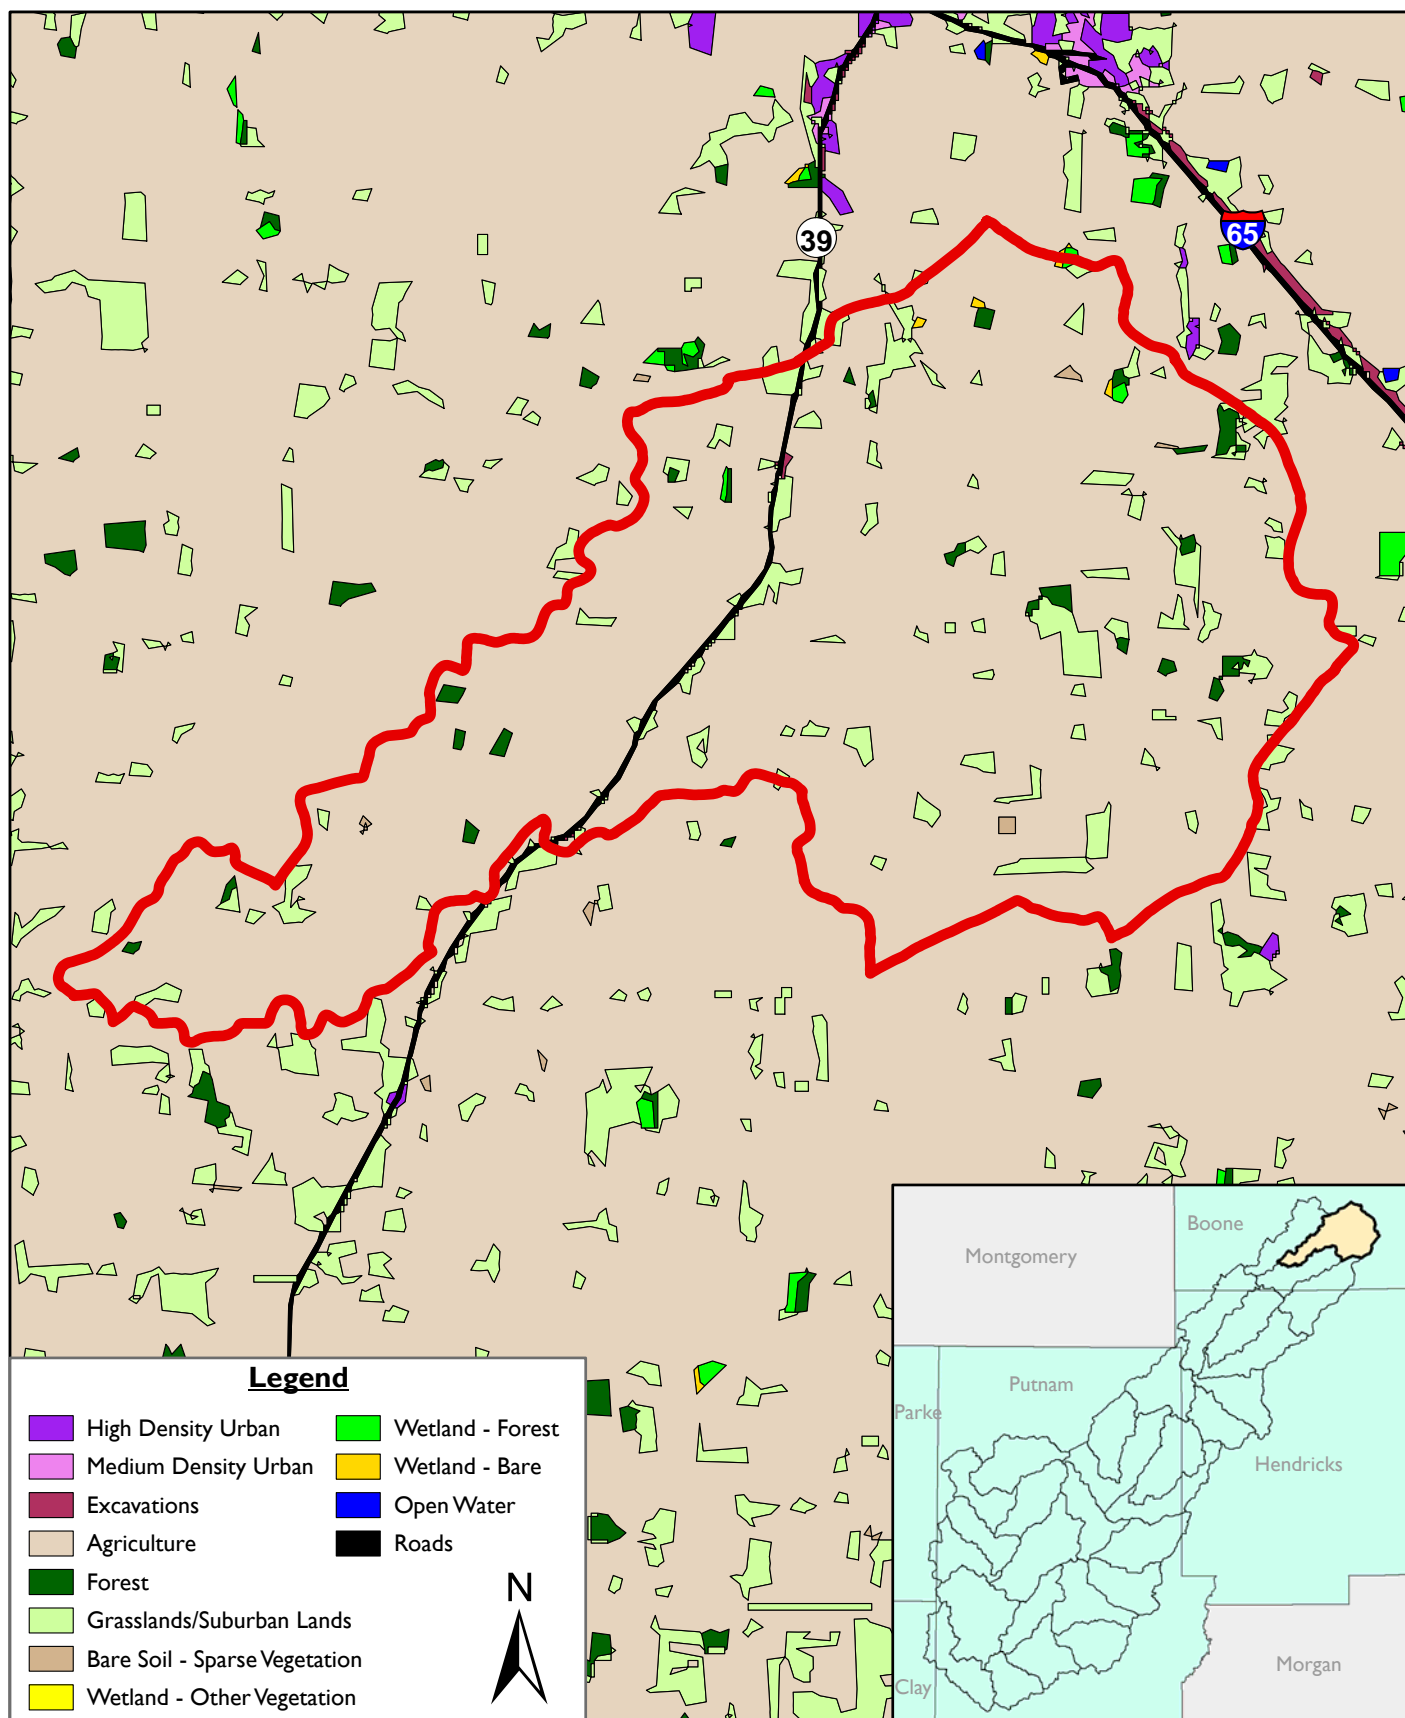 39
65
Legend
High Density Urban
Medium Density Urban
Excavations
Agriculture
Forest
Grasslands/Suburban Lands
Bare Soil - Sparse Vegetation
Wetland - Other Vegetation
Wetland - Forest
Wetland - Bare
Open Water
Roads
N
Boone
Montgomery
Putnam
Parke
Hendricks
Morgan
Clay